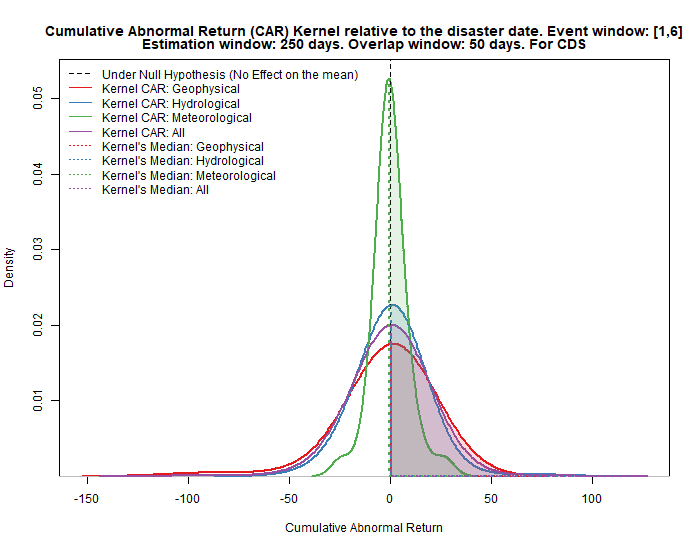 Cumulative Abnormal Return (CAR) Kernel relative to the disaster date. Event window: [1,6]
Estimation window: 250 days. Overlap window: 50 days. For CDS
Under Null Hypothesis (No Effect on the mean)
Kernel CAR: Geophysical
Kernel CAR: Hydrological
Kernel CAR: Meteorological
Kernel CAR: All
Kernel's Median: Geophysical
Kernel's Median: Hydrological
Kernel's Median: Meteorological
Kernel's Median: All
Density
0.05
0.04
0.03
0.02
0.01
-150 -100 -50 0 50 100
Cumulative Abnormal Return